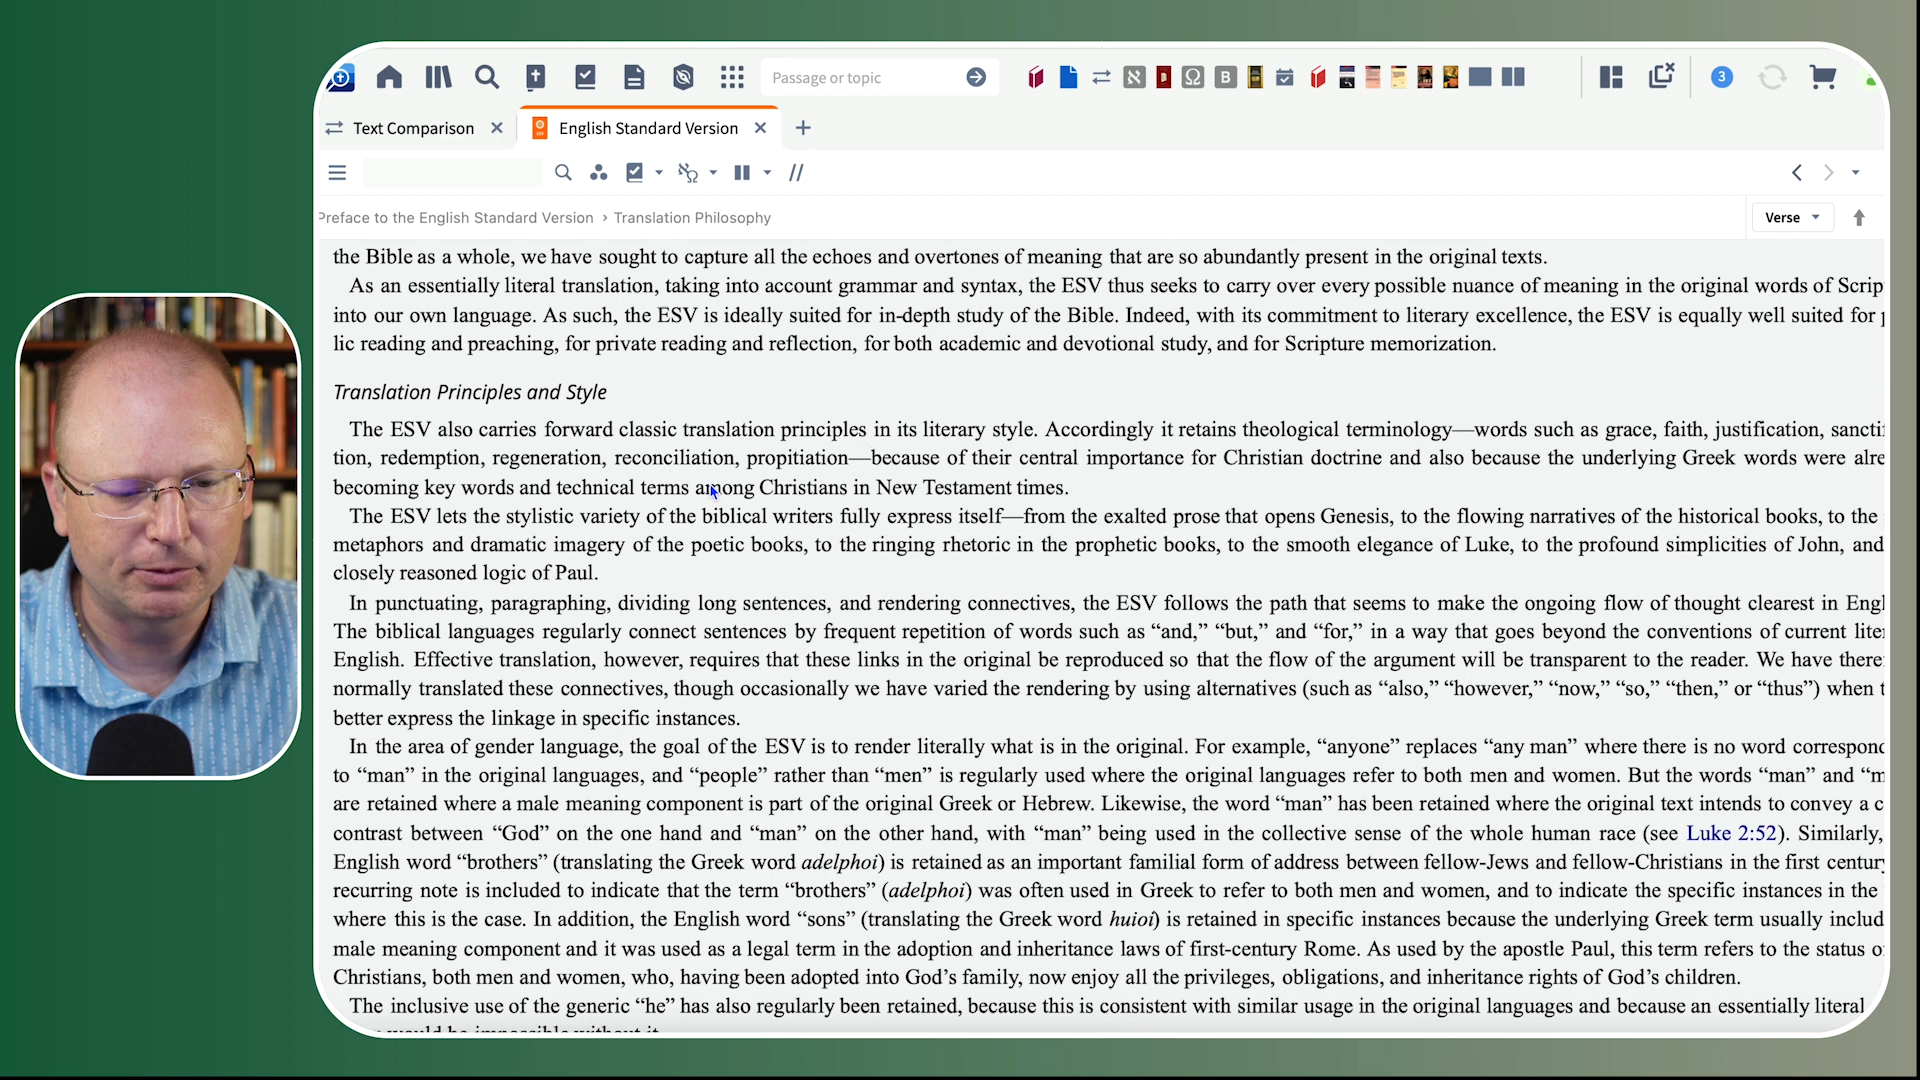 Passage or topic
3
Text Comparison
English Standard Version
Preface to the English Standard Version › Translation Philosophy
Verse
the Bible as a whole, we have sought to capture all the echoes and overtones of meaning that are so abundantly present in the original texts.
As an essentially literal translation, taking into account grammar and syntax, the ESV thus seeks to carry over every possible nuance of meaning in the original words of Scrip
into our own language. As such, the ESV is ideally suited for in-depth study of the Bible. Indeed, with its commitment to literary excellence, the ESV is equally well suited for
lic reading and preaching, for private reading and reflection, for both academic and devotional study, and for Scripture memorization.
Translation Principles and Style
The ESV also carries forward classic translation principles in its literary style. Accordingly it retains theological terminology—words such as grace, faith, justification, sancti
tion, redemption, regeneration, reconciliation, propitiation—because of their central importance for Christian doctrine and also because the underlying Greek words were alre
becoming key words and technical terms among Christians in New Testament times.
The ESV lets the stylistic variety of the biblical writers fully express itself—from the exalted prose that opens Genesis, to the flowing narratives of the historical books, to the
metaphors and dramatic imagery of the poetic books, to the ringing rhetoric in the prophetic books, to the smooth elegance of Luke, to the profound simplicities of John, and
closely reasoned logic of Paul.
In punctuating, paragraphing, dividing long sentences, and rendering connectives, the ESV follows the path that seems to make the ongoing flow of thought clearest in Engl
The biblical languages regularly connect sentences by frequent repetition of words such as “and,” “but,” and “for,” in a way that goes beyond the conventions of current liter
English. Effective translation, however, requires that these links in the original be reproduced so that the flow of the argument will be transparent to the reader. We have there
normally translated these connectives, though occasionally we have varied the rendering by using alternatives (such as “also,” “however,” “now,” “so,” “then,” or “thus”) when t
better express the linkage in specific instances.
In the area of gender language, the goal of the ESV is to render literally what is in the original. For example, “anyone” replaces “any man” where there is no word correspond
to “man” in the original languages, and “people” rather than “men” is regularly used where the original languages refer to both men and women. But the words “man” and “m
are retained where a male meaning component is part of the original Greek or Hebrew. Likewise, the word “man” has been retained where the original text intends to convey a c
contrast between “God” on the one hand and “man” on the other hand, with “man” being used in the collective sense of the whole human race (see Luke 2:52). Similarly,
English word “brothers” (translating the Greek word adelphoi) is retained as an important familial form of address between fellow-Jews and fellow-Christians in the first century
recurring note is included to indicate that the term “brothers” (adelphoi) was often used in Greek to refer to both men and women, and to indicate the specific instances in the
where this is the case. In addition, the English word “sons” (translating the Greek word huioi) is retained in specific instances because the underlying Greek term usually includ
male meaning component and it was used as a legal term in the adoption and inheritance laws of first-century Rome. As used by the apostle Paul, this term refers to the status o
Christians, both men and women, who, having been adopted into God’s family, now enjoy all the privileges, obligations, and inheritance rights of God’s children.
The inclusive use of the generic “he” has also regularly been retained, because this is consistent with similar usage in the original languages and because an essentially literal
would be impossible without it.